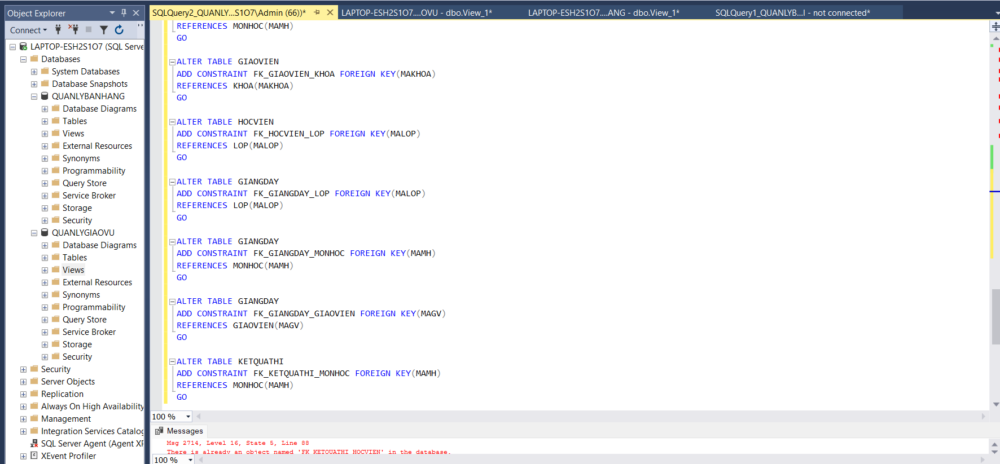 Object Explorer
Connect
LAPTOP-ESH2S1O7 (SQL Serve
Databases
System Databases
Database Snapshots
QUANLYBANHANG
Database Diagrams
Tables
Views
External Resources
Synonyms
Programmability
Query Store
Service Broker
Storage
Security
QUANLYGIAOVU
Database Diagrams
Tables
Views
External Resources
Synonyms
Programmability
Query Store
Service Broker
Storage
Security
Security
Server Objects
Replication
Always On High Availability
Management
Integration Services Catalog
SQL Server Agent (Agent XP
XEvent Profiler
SQLQuery2_QUANLY...S1O7\Admin (66))*
LAPTOP-ESH2S1O7....OVU - dbo.View_1*
LAPTOP-ESH2S1O7....ANG - dbo.View_1*
SQLQuery1_QUANLYB...l - not connected*
REFERENCES MONHOC(MAMH)
GO
ALTER TABLE GIAOVIEN
ADD CONSTRAINT FK_GIAOVIEN_KHOA FOREIGN KEY(MAKHOA)
REFERENCES KHOA(MAKHOA)
GO
ALTER TABLE HOCVIEN
ADD CONSTRAINT FK_HOCVIEN_LOP FOREIGN KEY(MALOP)
REFERENCES LOP(MALOP)
GO
ALTER TABLE GIANGDAY
ADD CONSTRAINT FK_GIANGDAY_LOP FOREIGN KEY(MALOP)
REFERENCES LOP(MALOP)
GO
ALTER TABLE GIANGDAY
ADD CONSTRAINT FK_GIANGDAY_MONHOC FOREIGN KEY(MAMH)
REFERENCES MONHOC(MAMH)
GO
ALTER TABLE GIANGDAY
ADD CONSTRAINT FK_GIANGDAY_GIAOVIEN FOREIGN KEY(MAGV)
REFERENCES GIAOVIEN(MAGV)
GO
ALTER TABLE KETQUATHI
ADD CONSTRAINT FK_KETQUATHI_MONHOC FOREIGN KEY(MAMH)
REFERENCES MONHOC(MAMH)
GO
100 %
Messages
Msg 2714, Level 16, State 5, Line 88
There is already an object named 'FK_KETQUATHI_HOCVIEN' in the database.
100 %